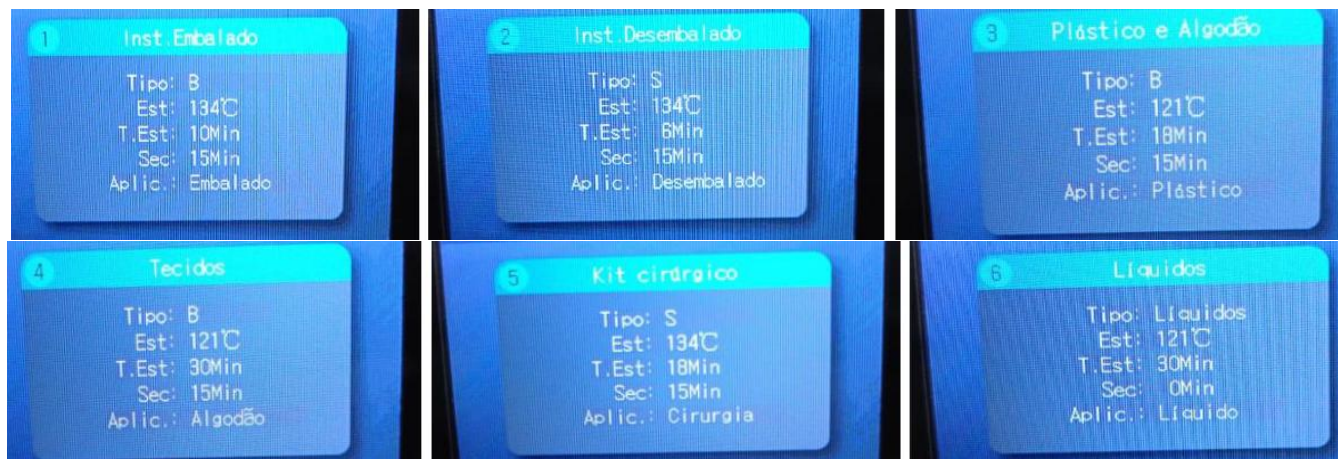 1 Inst.Embalado
Tipo: B
Est: 134℃
T.Est: 10Min
Sec: 15Min
Aplic.: Embalado
2 Inst.Desembalado
Tipo: S
Est: 134℃
T.Est: 6Min
Sec: 15Min
Aplic.: Desembalado
3 Plástico e Algodão
Tipo: B
Est: 121℃
T.Est: 18Min
Sec: 15Min
Aplic.: Plástico
4 Tecidos
Tipo: B
Est: 121℃
T.Est: 30Min
Sec: 15Min
Aplic.: Algodão
5 Kit cirúrgico
Tipo: S
Est: 134℃
T.Est: 18Min
Sec: 15Min
Aplic.: Cirurgia
6 Líquidos
Tipo: Líquidos
Est: 121℃
T.Est: 30Min
Sec: 0Min
Aplic.: Líquido